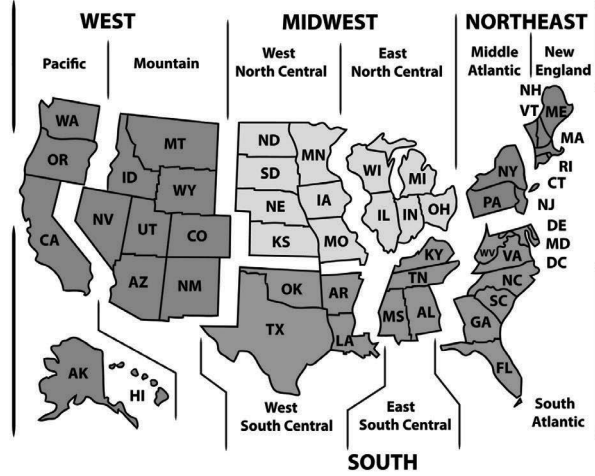 WEST
MIDWEST
NORTHEAST
Pacific
Mountain
West
North Central
East
North Central
Middle
Atlantic
New
England
WA
OR
CA
NV
ID
MT
WY
UT
CO
AZ
NM
AK
HI
ND
SD
NE
KS
MN
IA
MO
WI
MI
IL
IN
OH
NH
VT
ME
MA
RI
CT
NY
PA
NJ
DE
MD
DC
WV
VA
NC
SC
GA
FL
KY
TN
MS
AL
OK
TX
AR
LA
West
South Central
East
South Central
South
Atlantic
SOUTH